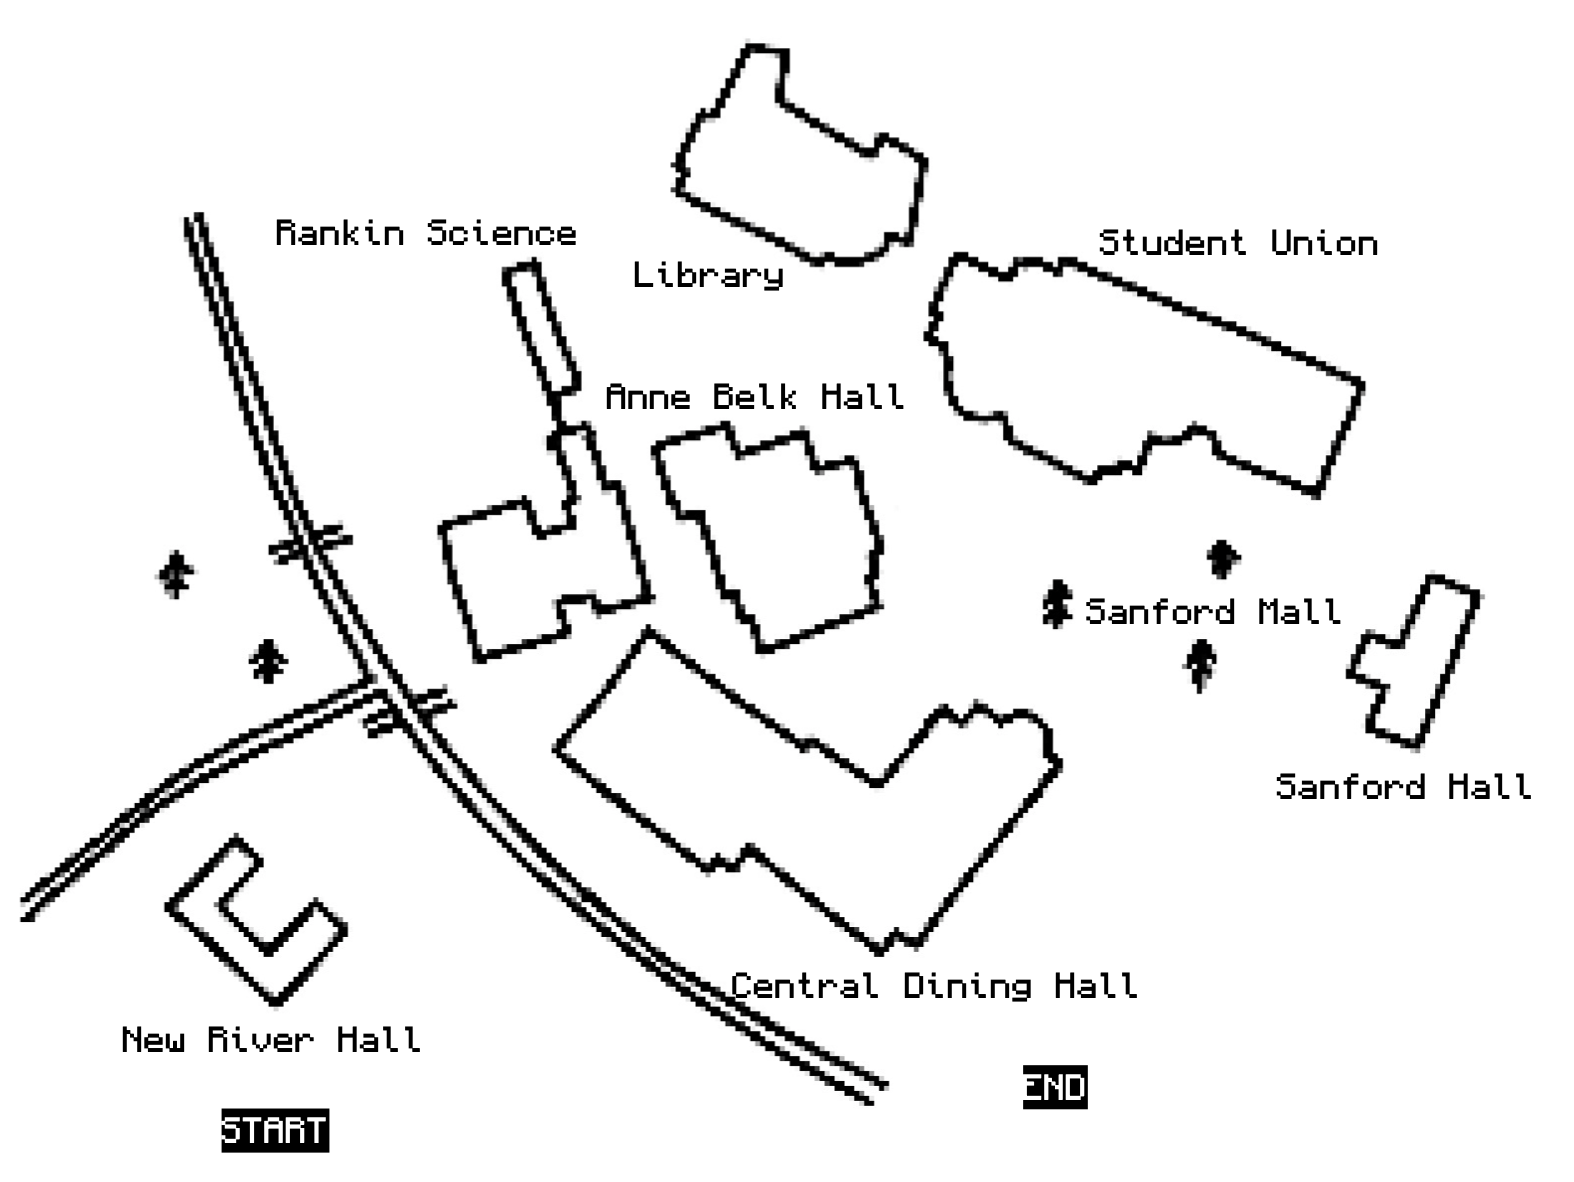 Rankin Science
Library
Student Union
Anne Belk Hall
Sanford Mall
Sanford Hall
Central Dining Hall
New River Hall
END
START